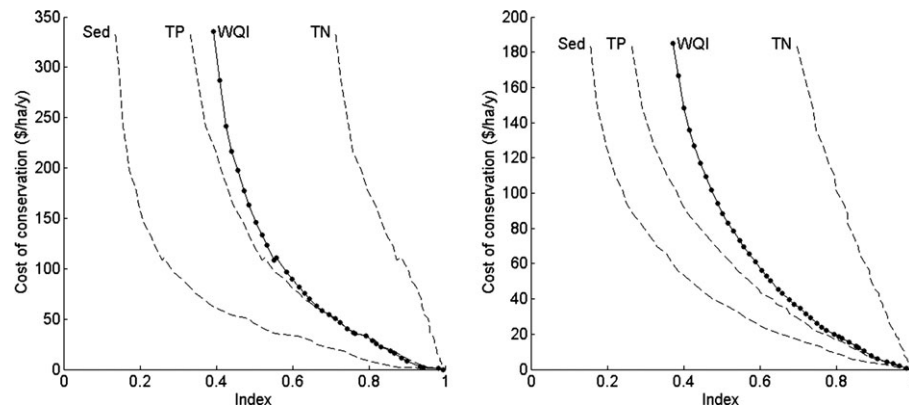 350
300
250
200
150
100
50
0
Cost of conservation ($/ha/y)
Sed TP WQI TN
0 0.2 0.4 0.6 0.8 1
Index
200
180
160
140
120
100
80
60
40
20
0
Cost of conservation ($/ha/y)
Sed TP WQI TN
0 0.2 0.4 0.6 0.8
Index